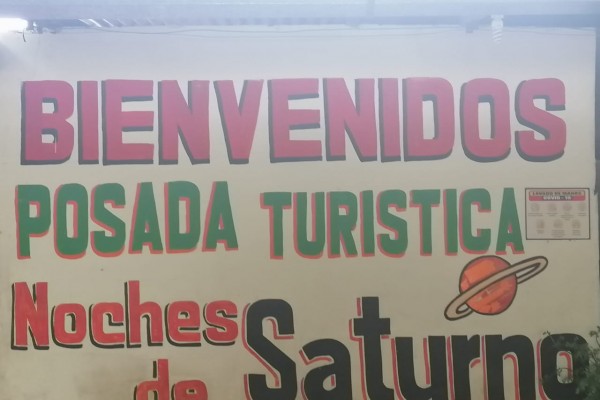 BIENVENIDOS
POSADA TURISTICA
Noches
de Saturno